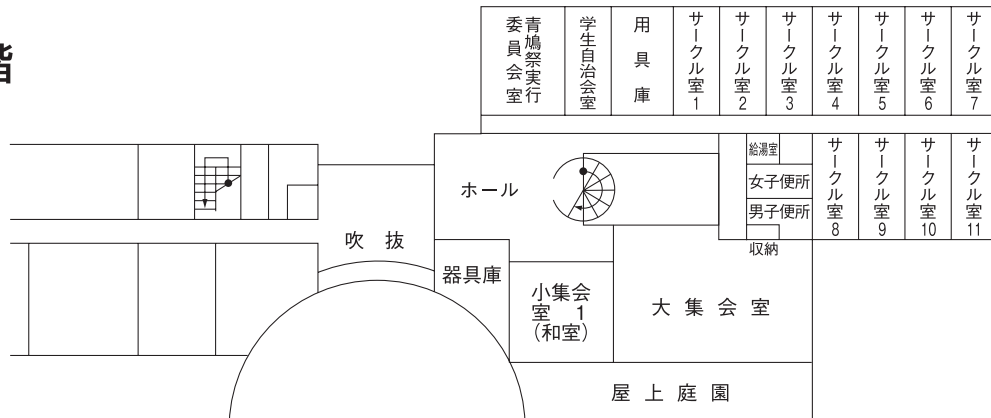 階
青鳩祭実行
委員会室
学生自治会室
用具庫
サークル室1
サークル室2
サークル室3
サークル室4
サークル室5
サークル室6
サークル室7
ホール
給湯室
女子便所
男子便所
収納
サークル室8
サークル室9
サークル室10
サークル室11
吹抜
器具庫
小集会
室 1
（和室）
大集会室
屋上庭園